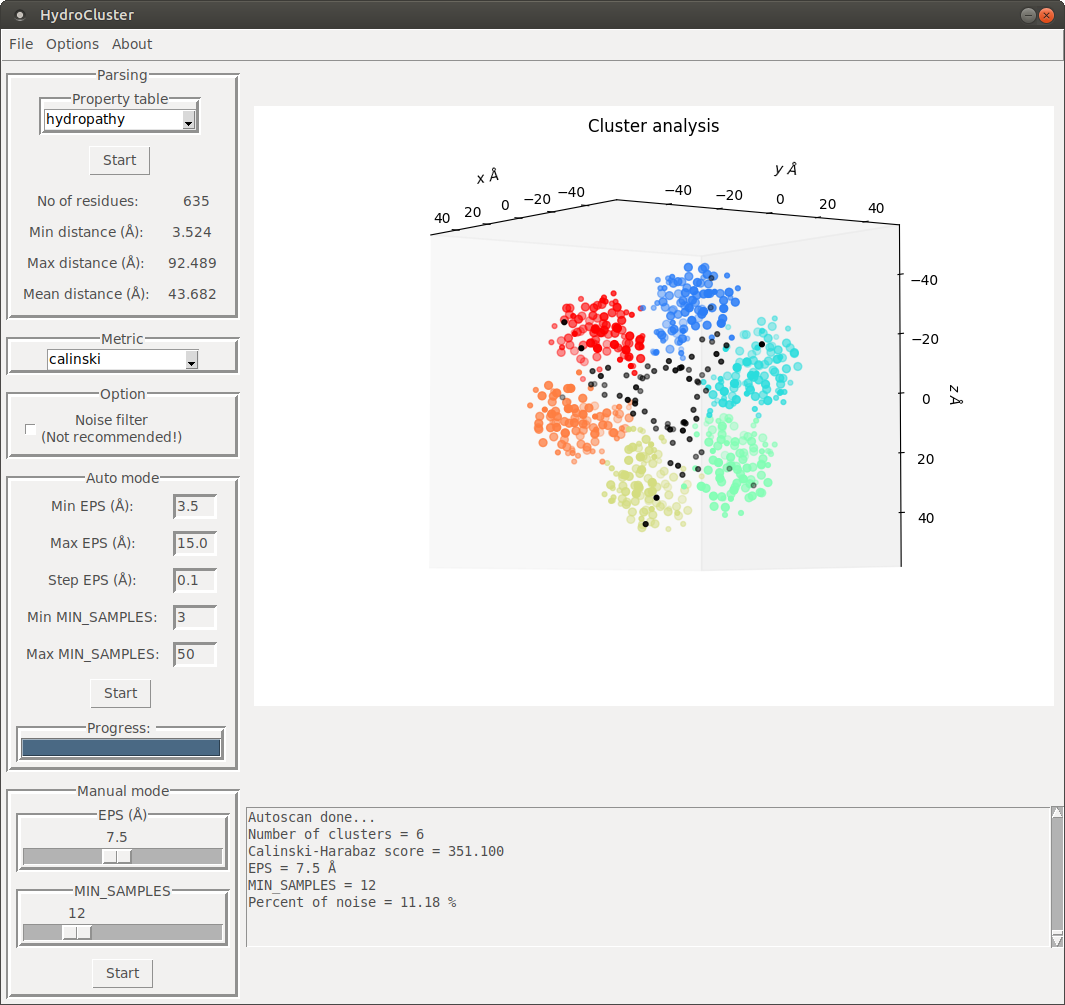 HydroCluster
File Options About
Parsing
Property table
hydropathy
Start
No of residues: 635
Min distance (Å): 3.524
Max distance (Å): 92.489
Mean distance (Å): 43.682
Metric
calinski
Option
Noise filter
(Not recommended!)
Auto mode
Min EPS (Å): 3.5
Max EPS (Å): 15.0
Step EPS (Å): 0.1
Min MIN_SAMPLES: 3
Max MIN_SAMPLES: 50
Start
Progress:
Manual mode
EPS (Å)
7.5
MIN_SAMPLES
12
Start
Cluster analysis
x Å
y Å
40 20 0 −20 −40
−40 −20 0 20 40
−40
−20
0
20
40
z Å
Autoscan done...
Number of clusters = 6
Calinski-Harabaz score = 351.100
EPS = 7.5 Å
MIN_SAMPLES = 12
Percent of noise = 11.18 %